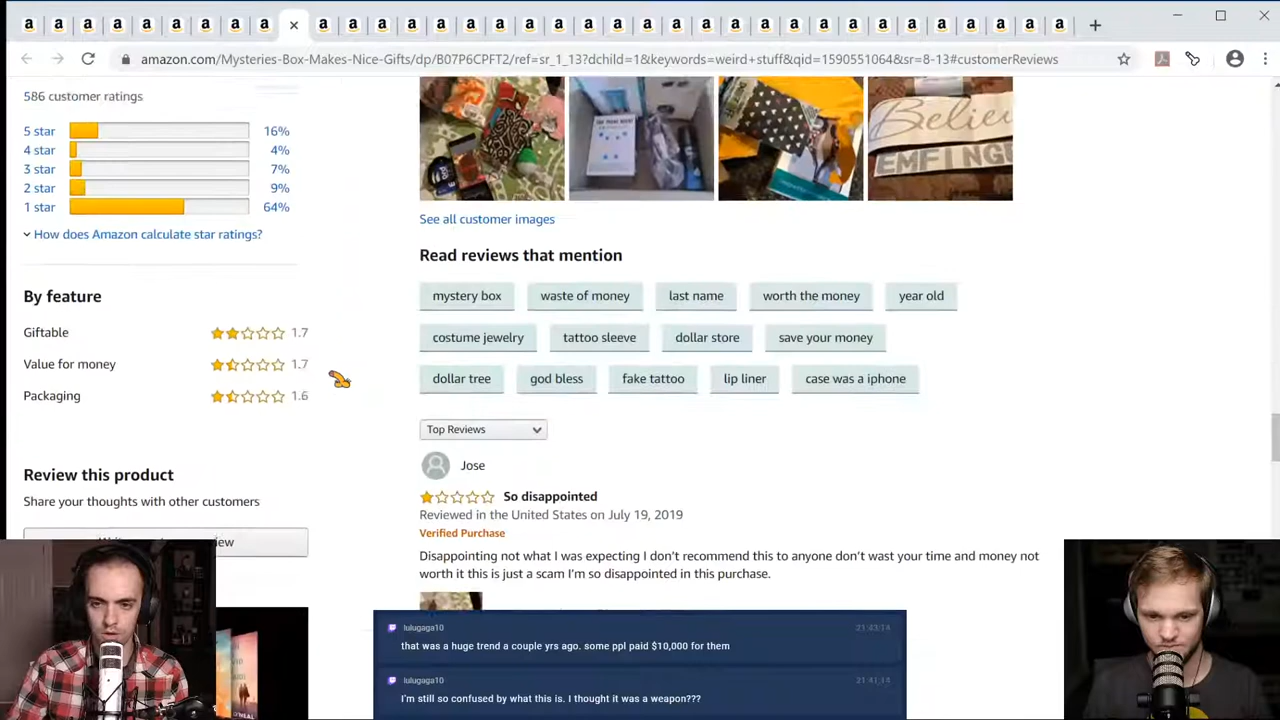 amazon.com/Mysteries-Box-Makes-Nice-Gifts/dp/B07P6CPFT2/ref=sr_1_13?dchild=1&keywords=weird+stuff&qid=1590551064&sr=8-13#customerReviews
586 customer ratings
5 star 16%
4 star 4%
3 star 7%
2 star 9%
1 star 64%
How does Amazon calculate star ratings?
By feature
Giftable 1.7
Value for money 1.7
Packaging 1.6
Review this product
Share your thoughts with other customers
Believe
EMFINGE
See all customer images
Read reviews that mention
mystery box waste of money last name worth the money year old
costume jewelry tattoo sleeve dollar store save your money
dollar tree god bless fake tattoo lip liner case was a iphone
Top Reviews
Jose
So disappointed
Reviewed in the United States on July 19, 2019
Verified Purchase
Disappointing not what I was expecting I don't recommend this to anyone don't wast your time and money not
worth it this is just a scam I'm so disappointed in this purchase.
lulugaga10 21:43:14
that was a huge trend a couple yrs ago. some ppl paid $10,000 for them
lulugaga10 21:41:14
I'm still so confused by what this is. I thought it was a weapon???